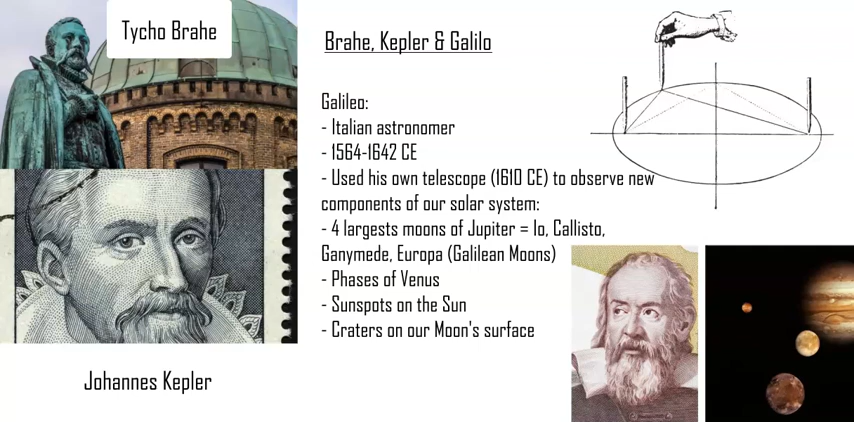 Tycho Brahe
Johannes Kepler
Brahe, Kepler & Galilo
Galileo:
- Italian astronomer
- 1564-1642 CE
- Used his own telescope (1610 CE) to observe new
components of our solar system:
- 4 largests moons of Jupiter = Io, Callisto,
Ganymede, Europa (Galilean Moons)
- Phases of Venus
- Sunspots on the Sun
- Craters on our Moon's surface